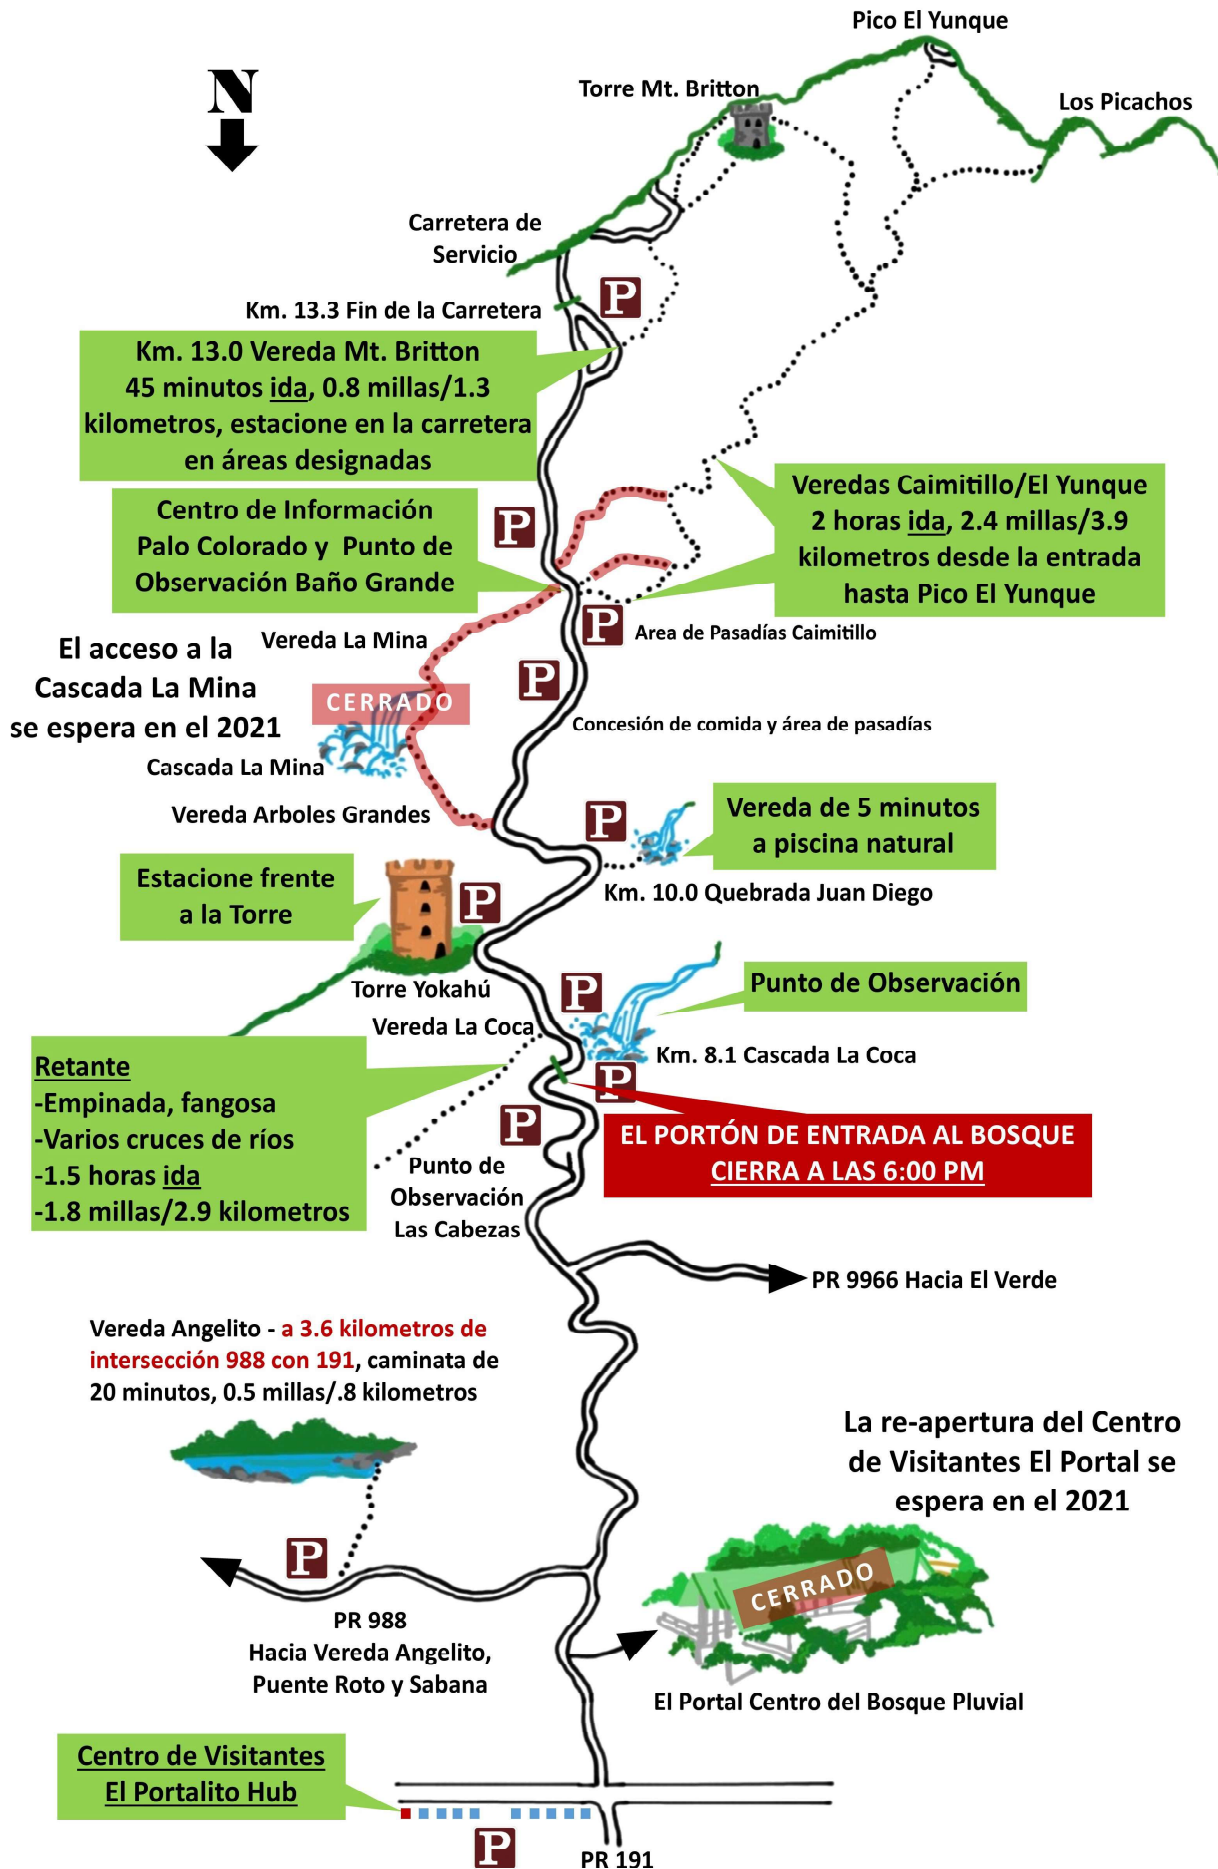 Pico El Yunque
N
Torre Mt. Britton
Los Picachos
Carretera de
Servicio
P
Km. 13.3 Fin de la Carretera
Km. 13.0 Vereda Mt. Britton
45 minutos ida, 0.8 millas/1.3
kilometros, estacione en la carretera
en áreas designadas
Veredas Caimitillo/El Yunque
2 horas ida, 2.4 millas/3.9
kilometros desde la entrada
hasta Pico El Yunque
Centro de Información
Palo Colorado y Punto de
Observación Baño Grande
P
P
Area de Pasadías Caimitillo
Vereda La Mina
El acceso a la
Cascada La Mina
se espera en el 2021
CERRADO
P
Concesión de comida y área de pasadías
Cascada La Mina
Vereda Arboles Grandes
P
Vereda de 5 minutos
a piscina natural
Km. 10.0 Quebrada Juan Diego
Estacione frente
a la Torre
P
Torre Yokahú
P
Punto de Observación
Vereda La Coca
Km. 8.1 Cascada La Coca
P
Retante
-Empinada, fangosa
-Varios cruces de ríos
-1.5 horas ida
-1.8 millas/2.9 kilometros
P
EL PORTÓN DE ENTRADA AL BOSQUE
CIERRA A LAS 6:00 PM
Punto de
Observación
Las Cabezas
PR 9966 Hacia El Verde
Vereda Angelito - a 3.6 kilometros de
intersección 988 con 191, caminata de
20 minutos, 0.5 millas/.8 kilometros
La re-apertura del Centro
de Visitantes El Portal se
espera en el 2021
P
CERRADO
PR 988
Hacia Vereda Angelito,
Puente Roto y Sabana
El Portal Centro del Bosque Pluvial
Centro de Visitantes
El Portalito Hub
P
PR 191